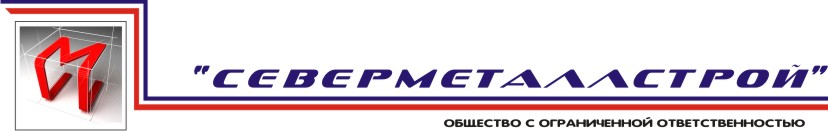 "СЕВЕРМЕТАЛЛСТРОЙ"
ОБЩЕСТВО С ОГРАНИЧЕННОЙ ОТВЕТСТВЕННОСТЬЮ